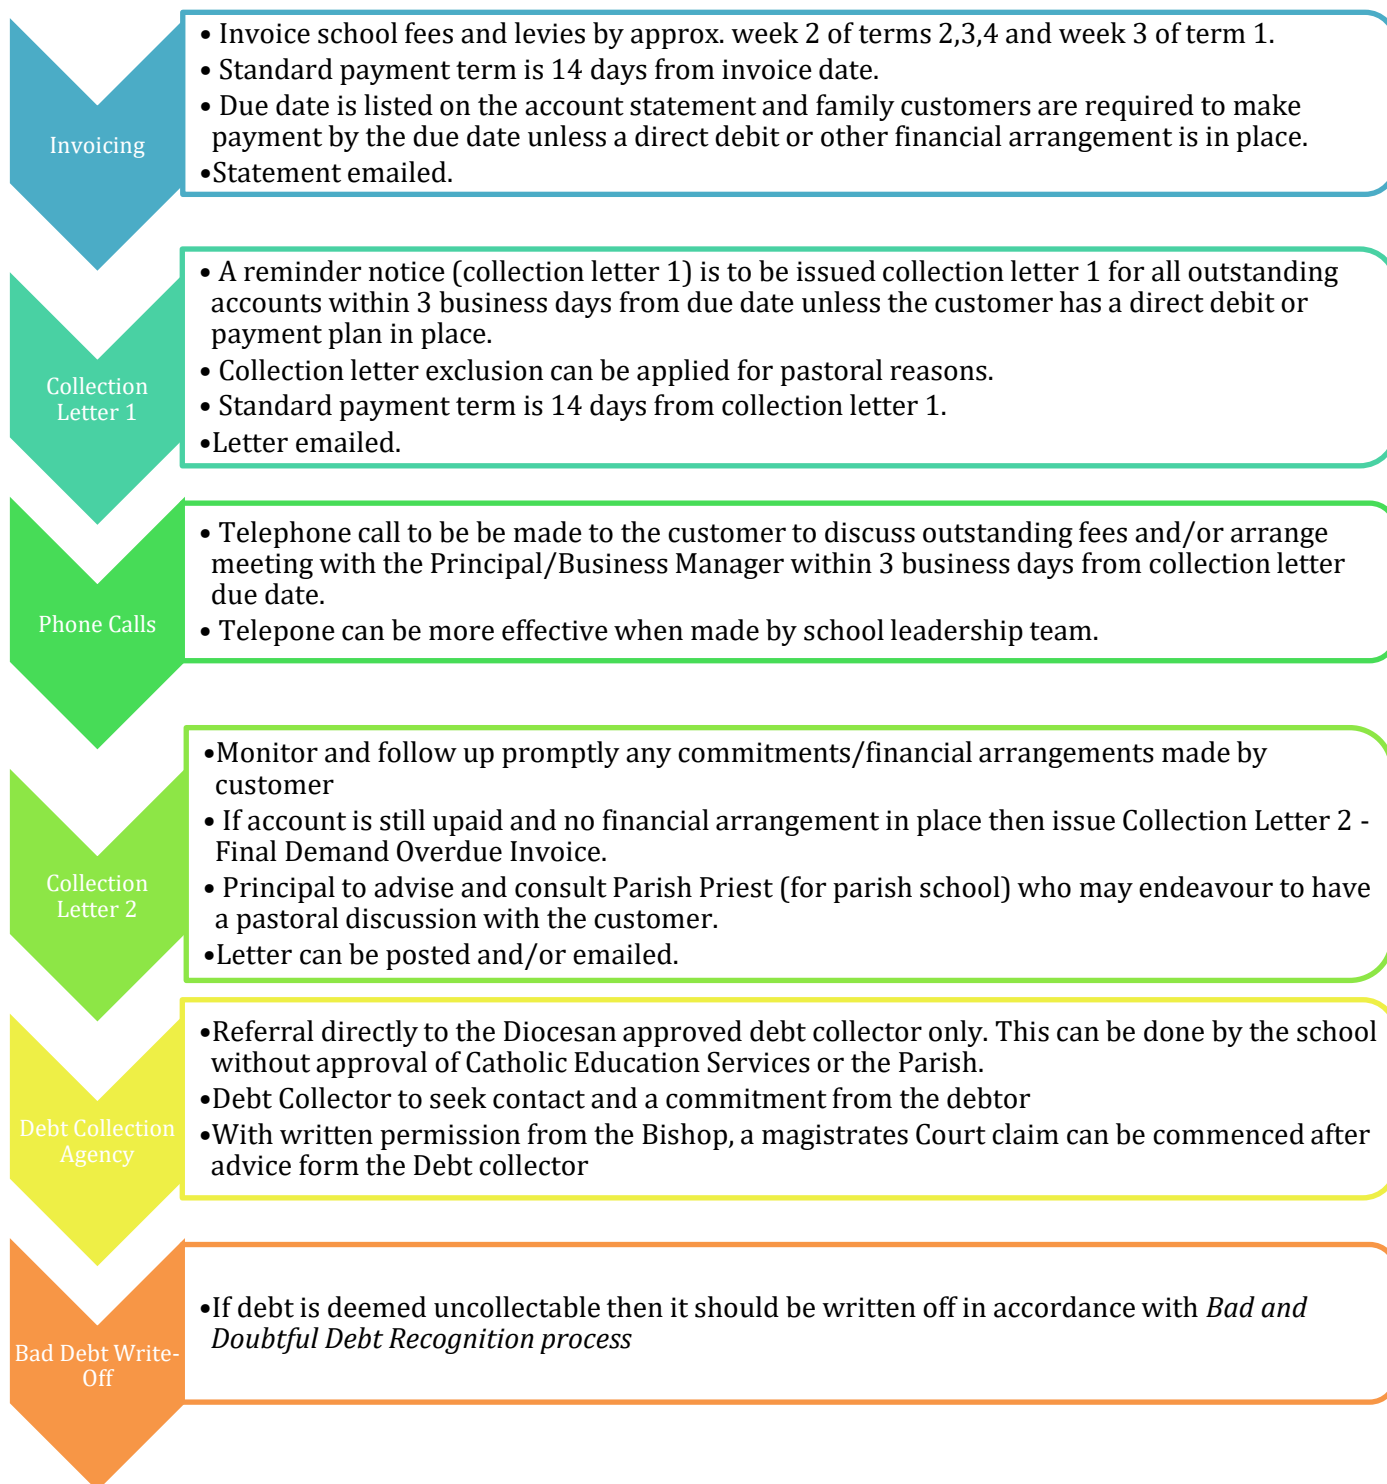 Invoicing
• Invoice school fees and levies by approx. week 2 of terms 2,3,4 and week 3 of term 1.
• Standard payment term is 14 days from invoice date.
• Due date is listed on the account statement and family customers are required to make
payment by the due date unless a direct debit or other financial arrangement is in place.
•Statement emailed.
Collection
Letter 1
• A reminder notice (collection letter 1) is to be issued collection letter 1 for all outstanding
accounts within 3 business days from due date unless the customer has a direct debit or
payment plan in place.
• Collection letter exclusion can be applied for pastoral reasons.
• Standard payment term is 14 days from collection letter 1.
•Letter emailed.
Phone Calls
• Telephone call to be be made to the customer to discuss outstanding fees and/or arrange
meeting with the Principal/Business Manager within 3 business days from collection letter
due date.
• Telepone can be more effective when made by school leadership team.
Collection
Letter 2
•Monitor and follow up promptly any commitments/financial arrangements made by
customer
• If account is still upaid and no financial arrangement in place then issue Collection Letter 2 -
Final Demand Overdue Invoice.
• Principal to advise and consult Parish Priest (for parish school) who may endeavour to have
a pastoral discussion with the customer.
•Letter can be posted and/or emailed.
Debt Collection
Agency
•Referral directly to the Diocesan approved debt collector only. This can be done by the school
without approval of Catholic Education Services or the Parish.
•Debt Collector to seek contact and a commitment from the debtor
•With written permission from the Bishop, a magistrates Court claim can be commenced after
advice form the Debt collector
Bad Debt Write-
Off
•If debt is deemed uncollectable then it should be written off in accordance with Bad and
Doubtful Debt Recognition process